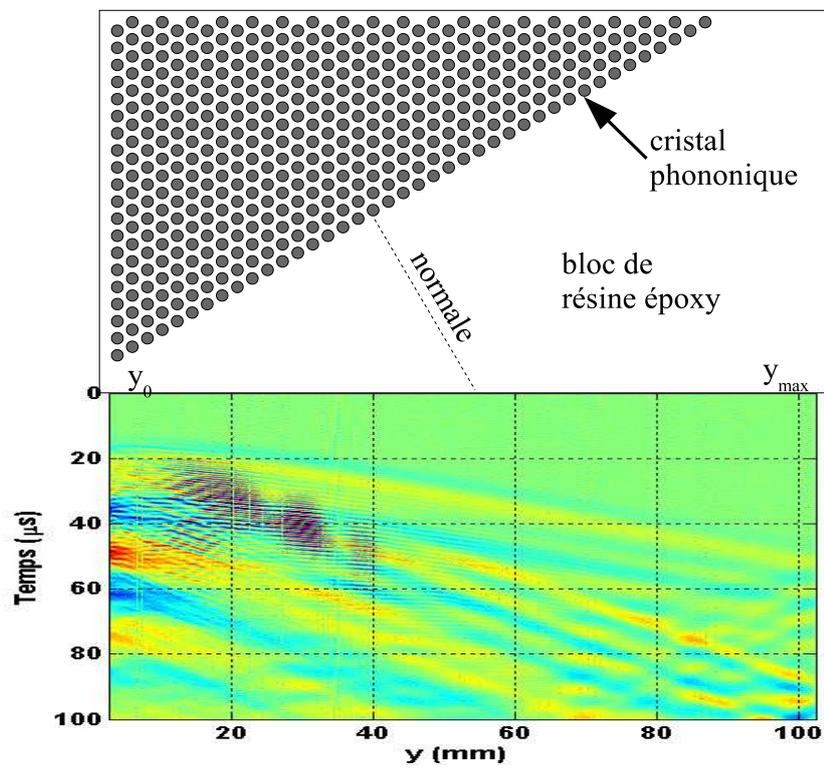 cristal
phononique
normale
bloc de
résine époxy
y0
ymax
0
20
40
60
80
100
Temps (μs)
20
40
60
80
100
y (mm)